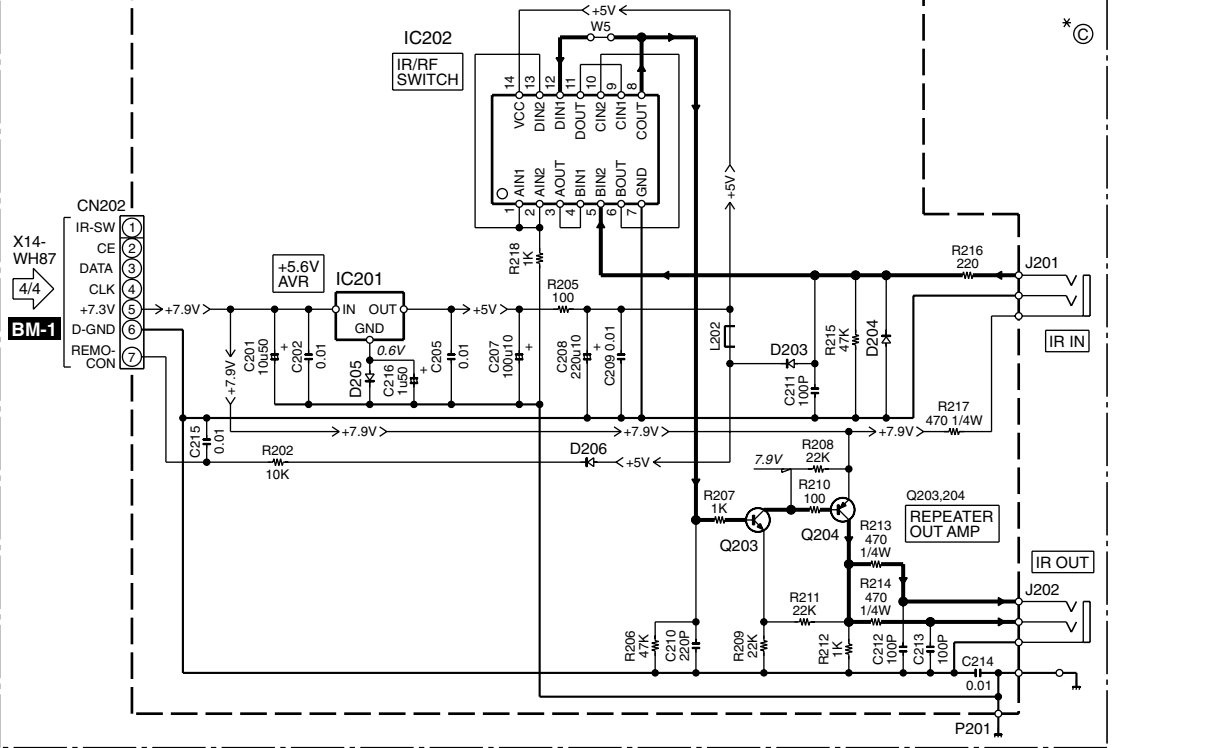 +5V
W5
* ©
IC202
IR/RF
SWITCH
14 13 12 11 10 9 8
VCC DIN2 DIN1 DOUT CIN2 CIN1 COUT
AIN1 AIN2 AOUT BIN1 BIN2 BOUT GND
1 2 3 4 5 6 7
+5V
CN202
X14-
WH87
4/4
BM-1
IR-SW 1
CE 2
DATA 3
CLK 4
+7.3V 5
D-GND 6
REMO-
CON 7
+7.9V
+5.6V
AVR
IC201
IN OUT
GND
0.6V
R218
1K
+5V
R205
100
R216
220
J201
IR IN
+7.9V
C201
10u50
+
C202
0.01
D205
C216
1u50
+
C205
0.01
C207
100u10
+
C208
220u10
+
C209 0.01
L202
D203
C211
100P
R215
47K
D204
R217
470 1/4W
C215
0.01
+7.9V
+7.9V
+7.9V
R202
10K
D206
+5V
7.9V
R208
22K
R210
100
R207
1K
Q203
Q204
Q203,204
REPEATER
OUT AMP
R213
470
1/4W
IR OUT
R214
470
1/4W
J202
R211
22K
R206
47K
C210
220P
R209
22K
R212
1K
C212
100P
C213
100P
C214
0.01
P201